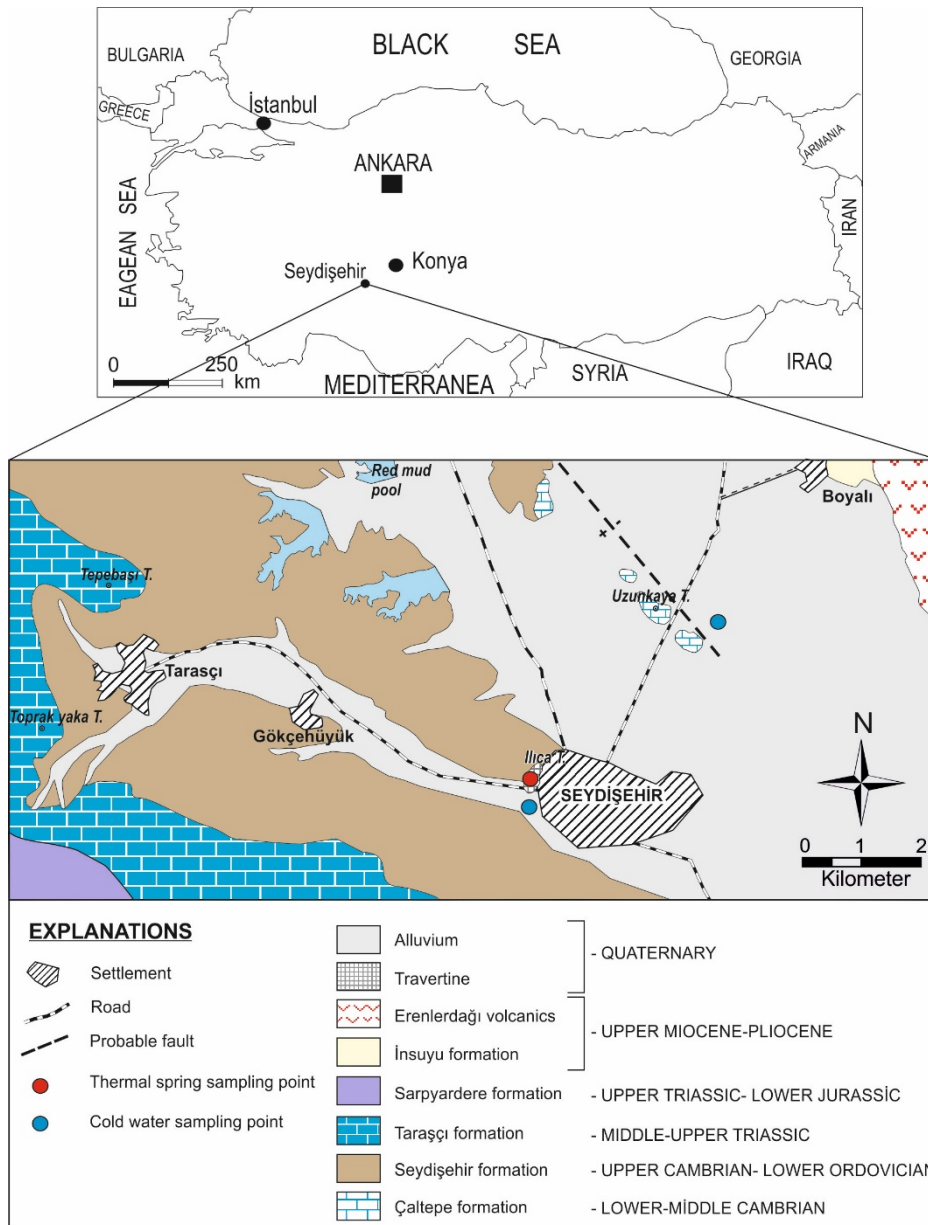 BULGARIA
BLACK SEA
GEORGIA
GREECE
İstanbul
ARMANIA
ANKARA
EAGEAN SEA
IRAN
Konya
Seydişehir
0 250
km
MEDITERRANEA
SYRIA
IRAQ
Red mud
pool
Boyalı
Tepebaşı T.
Uzunkaya T.
Tarasçı
Toprak yaka T.
Gökçehüyük
Ilıca T.
SEYDİŞEHİR
N
0 1 2
Kilometer
EXPLANATIONS
Settlement
Road
Probable fault
Thermal spring sampling point
Cold water sampling point
Alluvium
Travertine
- QUATERNARY
Erenlerdağı volcanics
İnsuyu formation
- UPPER MIOCENE-PLIOCENE
Sarpyardere formation - UPPER TRIASSIC- LOWER JURASSİC
Taraşçı formation - MIDDLE-UPPER TRIASSIC
Seydişehir formation - UPPER CAMBRIAN- LOWER ORDOVICIAN
Çaltepe formation - LOWER-MİDDLE CAMBRIAN